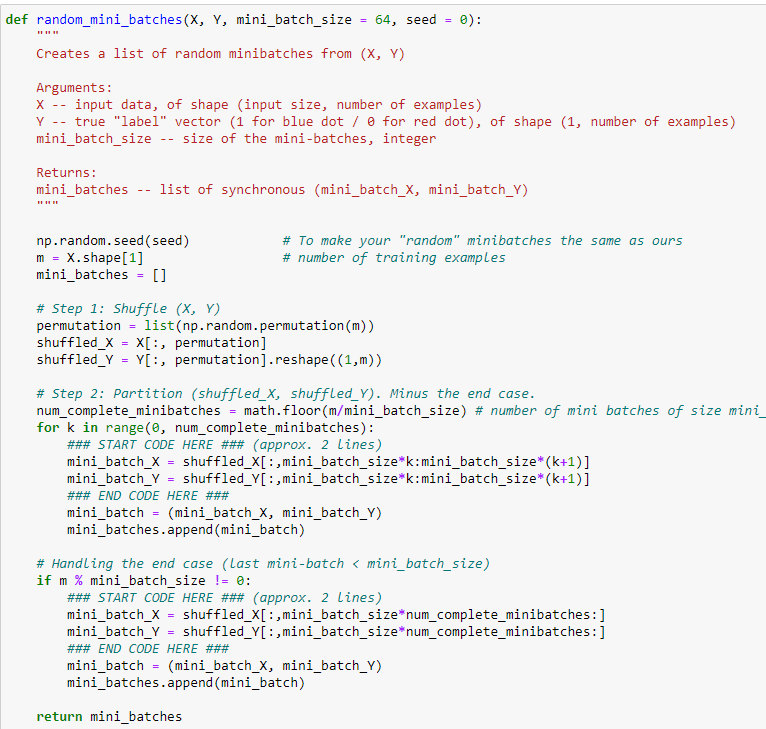 def random_mini_batches(X, Y, mini_batch_size = 64, seed = 0):
    """
    Creates a list of random minibatches from (X, Y)

    Arguments:
    X -- input data, of shape (input size, number of examples)
    Y -- true "label" vector (1 for blue dot / 0 for red dot), of shape (1, number of examples)
    mini_batch_size -- size of the mini-batches, integer

    Returns:
    mini_batches -- list of synchronous (mini_batch_X, mini_batch_Y)
    """

    np.random.seed(seed)            # To make your "random" minibatches the same as ours
    m = X.shape[1]                  # number of training examples
    mini_batches = []

    # Step 1: Shuffle (X, Y)
    permutation = list(np.random.permutation(m))
    shuffled_X = X[:, permutation]
    shuffled_Y = Y[:, permutation].reshape((1,m))

    # Step 2: Partition (shuffled_X, shuffled_Y). Minus the end case.
    num_complete_minibatches = math.floor(m/mini_batch_size) # number of mini batches of size mini_
    for k in range(0, num_complete_minibatches):
        ### START CODE HERE ### (approx. 2 lines)
        mini_batch_X = shuffled_X[:,mini_batch_size*k:mini_batch_size*(k+1)]
        mini_batch_Y = shuffled_Y[:,mini_batch_size*k:mini_batch_size*(k+1)]
        ### END CODE HERE ###
        mini_batch = (mini_batch_X, mini_batch_Y)
        mini_batches.append(mini_batch)

    # Handling the end case (last mini-batch < mini_batch_size)
    if m % mini_batch_size != 0:
        ### START CODE HERE ### (approx. 2 lines)
        mini_batch_X = shuffled_X[:,mini_batch_size*num_complete_minibatches:]
        mini_batch_Y = shuffled_Y[:,mini_batch_size*num_complete_minibatches:]
        ### END CODE HERE ###
        mini_batch = (mini_batch_X, mini_batch_Y)
        mini_batches.append(mini_batch)

    return mini_batches